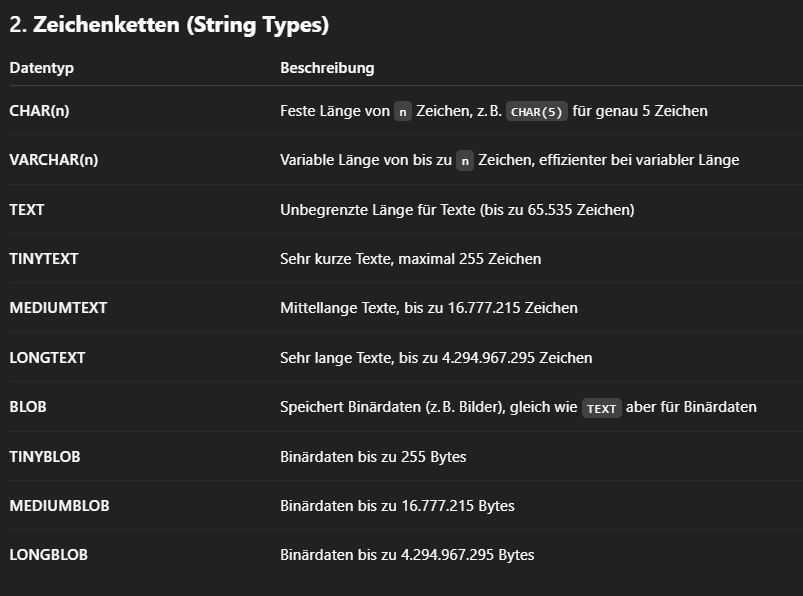 2. Zeichenketten (String Types)
Datentyp Beschreibung
CHAR(n) Feste Länge von n Zeichen, z. B. CHAR(5) für genau 5 Zeichen
VARCHAR(n) Variable Länge von bis zu n Zeichen, effizienter bei variabler Länge
TEXT Unbegrenzte Länge für Texte (bis zu 65.535 Zeichen)
TINYTEXT Sehr kurze Texte, maximal 255 Zeichen
MEDIUMTEXT Mittellange Texte, bis zu 16.777.215 Zeichen
LONGTEXT Sehr lange Texte, bis zu 4.294.967.295 Zeichen
BLOB Speichert Binärdaten (z. B. Bilder), gleich wie TEXT aber für Binärdaten
TINYBLOB Binärdaten bis zu 255 Bytes
MEDIUMBLOB Binärdaten bis zu 16.777.215 Bytes
LONGBLOB Binärdaten bis zu 4.294.967.295 Bytes